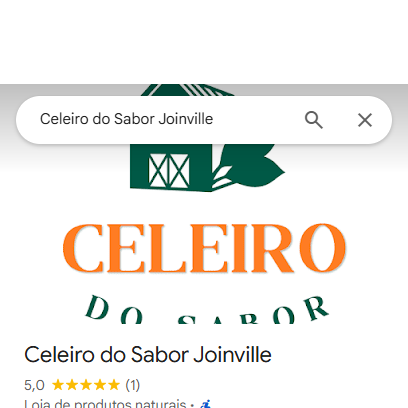 Celeiro do Sabor Joinville
CELEIRO
DO SABOR
Celeiro do Sabor Joinville
5,0 ★★★★★ (1)
Loja de produtos naturais ·